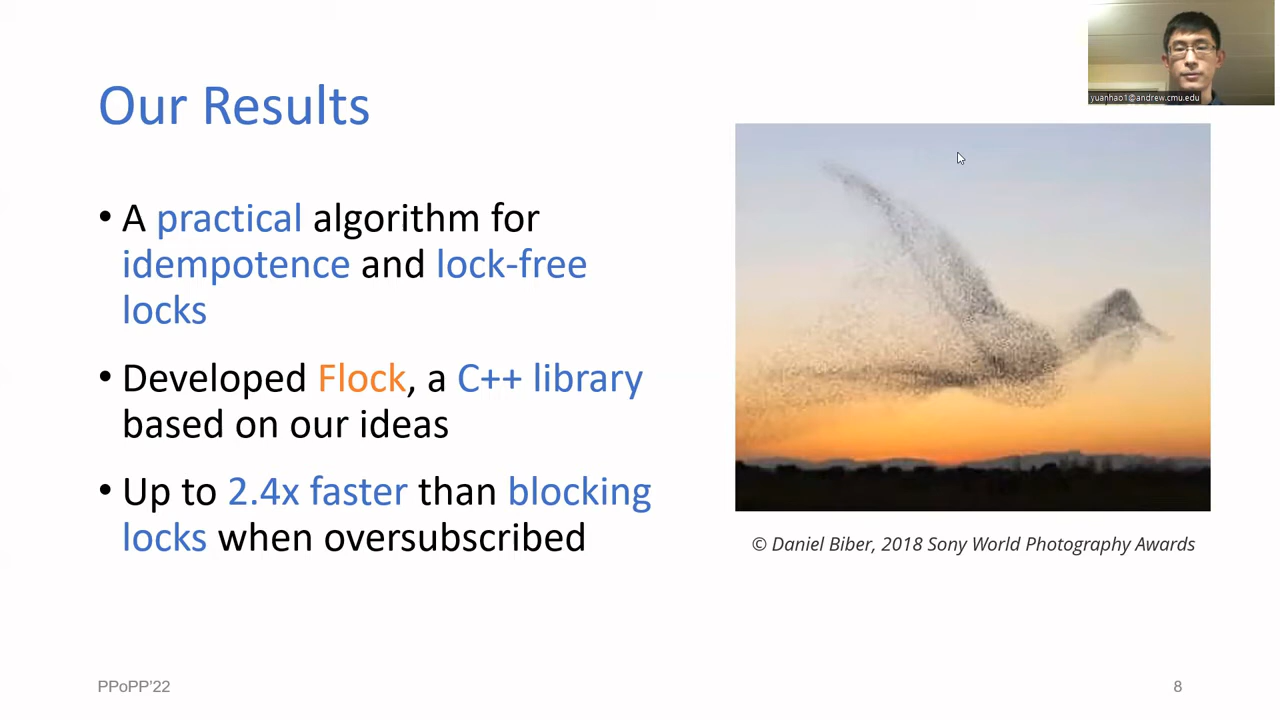 yuanhao1@andrew.cmu.edu
Our Results
• A practical algorithm for
idempotence and lock-free
locks
• Developed Flock, a C++ library
based on our ideas
• Up to 2.4x faster than blocking
locks when oversubscribed
© Daniel Biber, 2018 Sony World Photography Awards
PPoPP’22
8